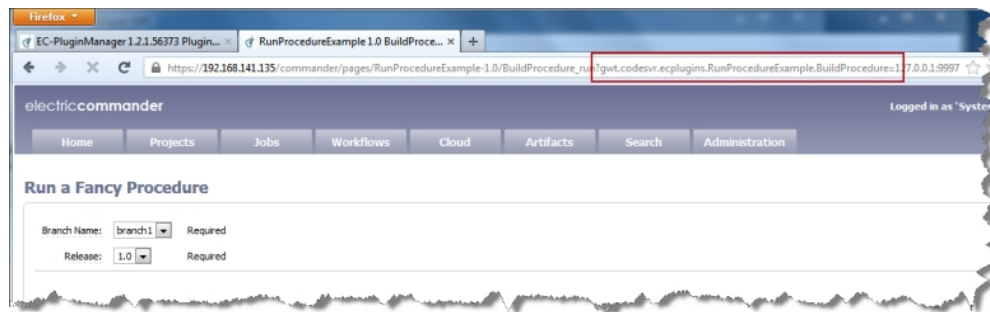 Firefox
EC-PluginManager 1.2.1.56373 Plugin... × RunProcedureExample 1.0 BuildProce... × +
https://192.168.141.135/commander/pages/RunProcedureExample-1.0/BuildProcedure_run?gwt.codesvr.ecplugins.RunProcedureExample.BuildProcedure=127.0.0.1:9997
electriccommander Logged in as 'Syste
Home Projects Jobs Workflows Cloud Artifacts Search Administration
Run a Fancy Procedure
Branch Name: branch1 Required
Release: 1.0 Required